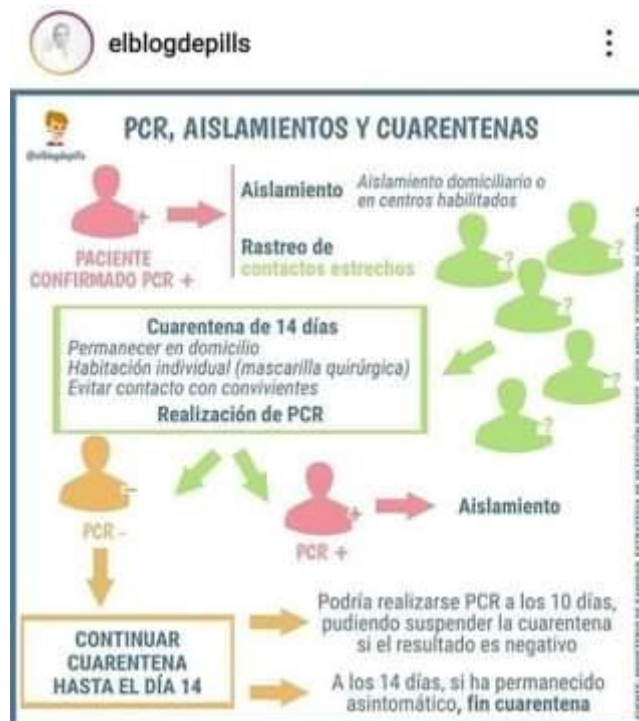 elblogdepills
@elblogdepills
PCR, AISLAMIENTOS Y CUARENTENAS
PACIENTE
CONFIRMADO PCR +
Aislamiento
Aislamiento domiciliario o
en centros habilitados
Rastreo de
contactos estrechos
+
?
?
?
?
?
Cuarentena de 14 días
Permanecer en domicilio
Habitación individual (mascarilla quirúrgica)
Evitar contacto con convivientes
Realización de PCR
-
PCR -
+
PCR +
Aislamiento
CONTINUAR
CUARENTENA
HASTA EL DÍA 14
Podría realizarse PCR a los 10 días,
pudiendo suspender la cuarentena
si el resultado es negativo
A los 14 días, si ha permanecido
asintomático, fin cuarentena